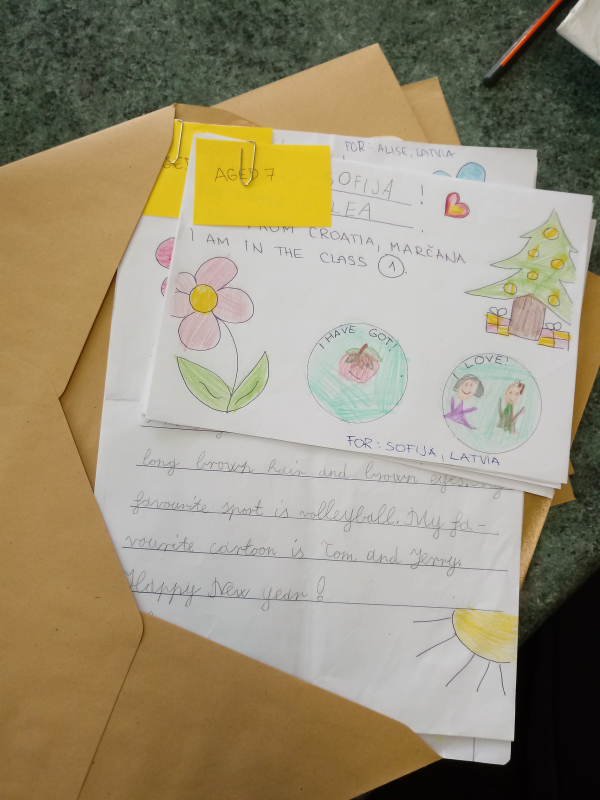 FOR: ALISE, LATVIA
AGED 7
SOFIJA !
LEA .
FROM CROATIA, MARČANA
I AM IN THE CLASS 1.
I HAVE GOT!
I LOVE!
FOR: SOFIJA, LATVIA
long brown hair and brown eyes. My
favourite sport is volleyball. My fa-
vourite cartoon is Tom and Jerry.
Happy New year !